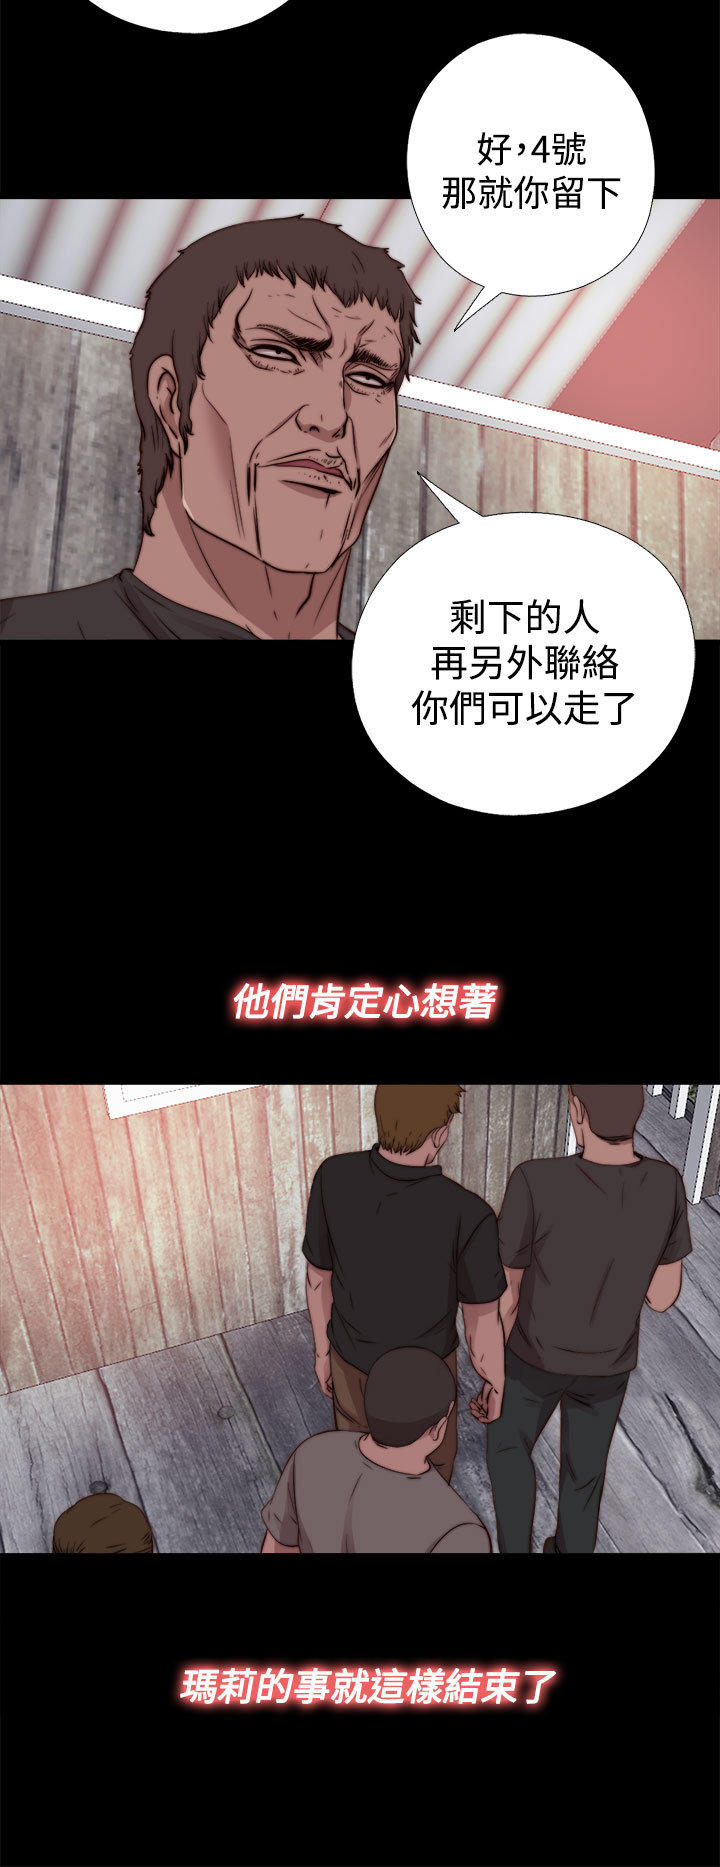 好，4號
那就你留下
剩下的人
再另外聯絡
你們可以走了
他們肯定心想著
瑪莉的事就這樣結束了